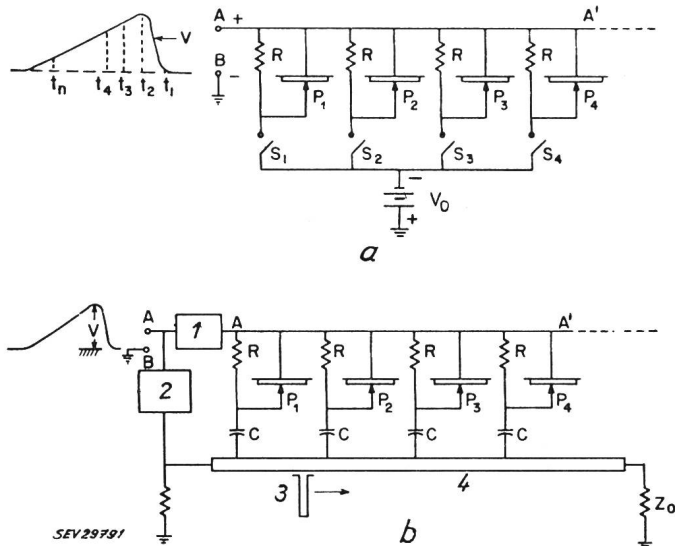 V
tn t4 t3 t2 t1
A +
B −
A'
R R R R
P1 P2 P3 P4
S1 S2 S3 S4
−
V0
+
a
V
A
B
1
A
A'
2
R R R R
P1 P2 P3 P4
C C C C
3
4
Z0
SEV29791
b